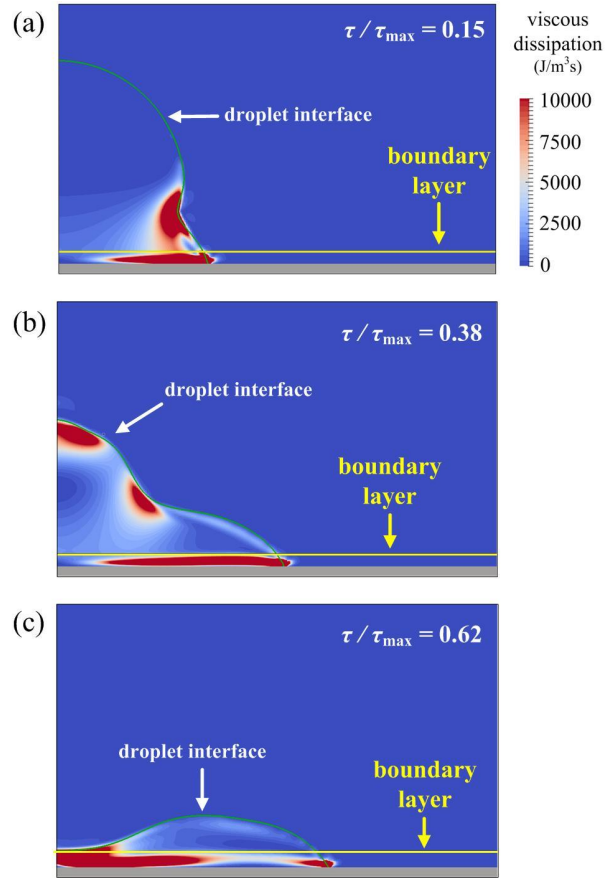 (a)
τ / τmax = 0.15
droplet interface
boundary
layer
viscous
dissipation
(J/m³s)
10000
7500
5000
2500
0
(b)
τ / τmax = 0.38
droplet interface
boundary
layer
(c)
τ / τmax = 0.62
droplet interface
boundary
layer